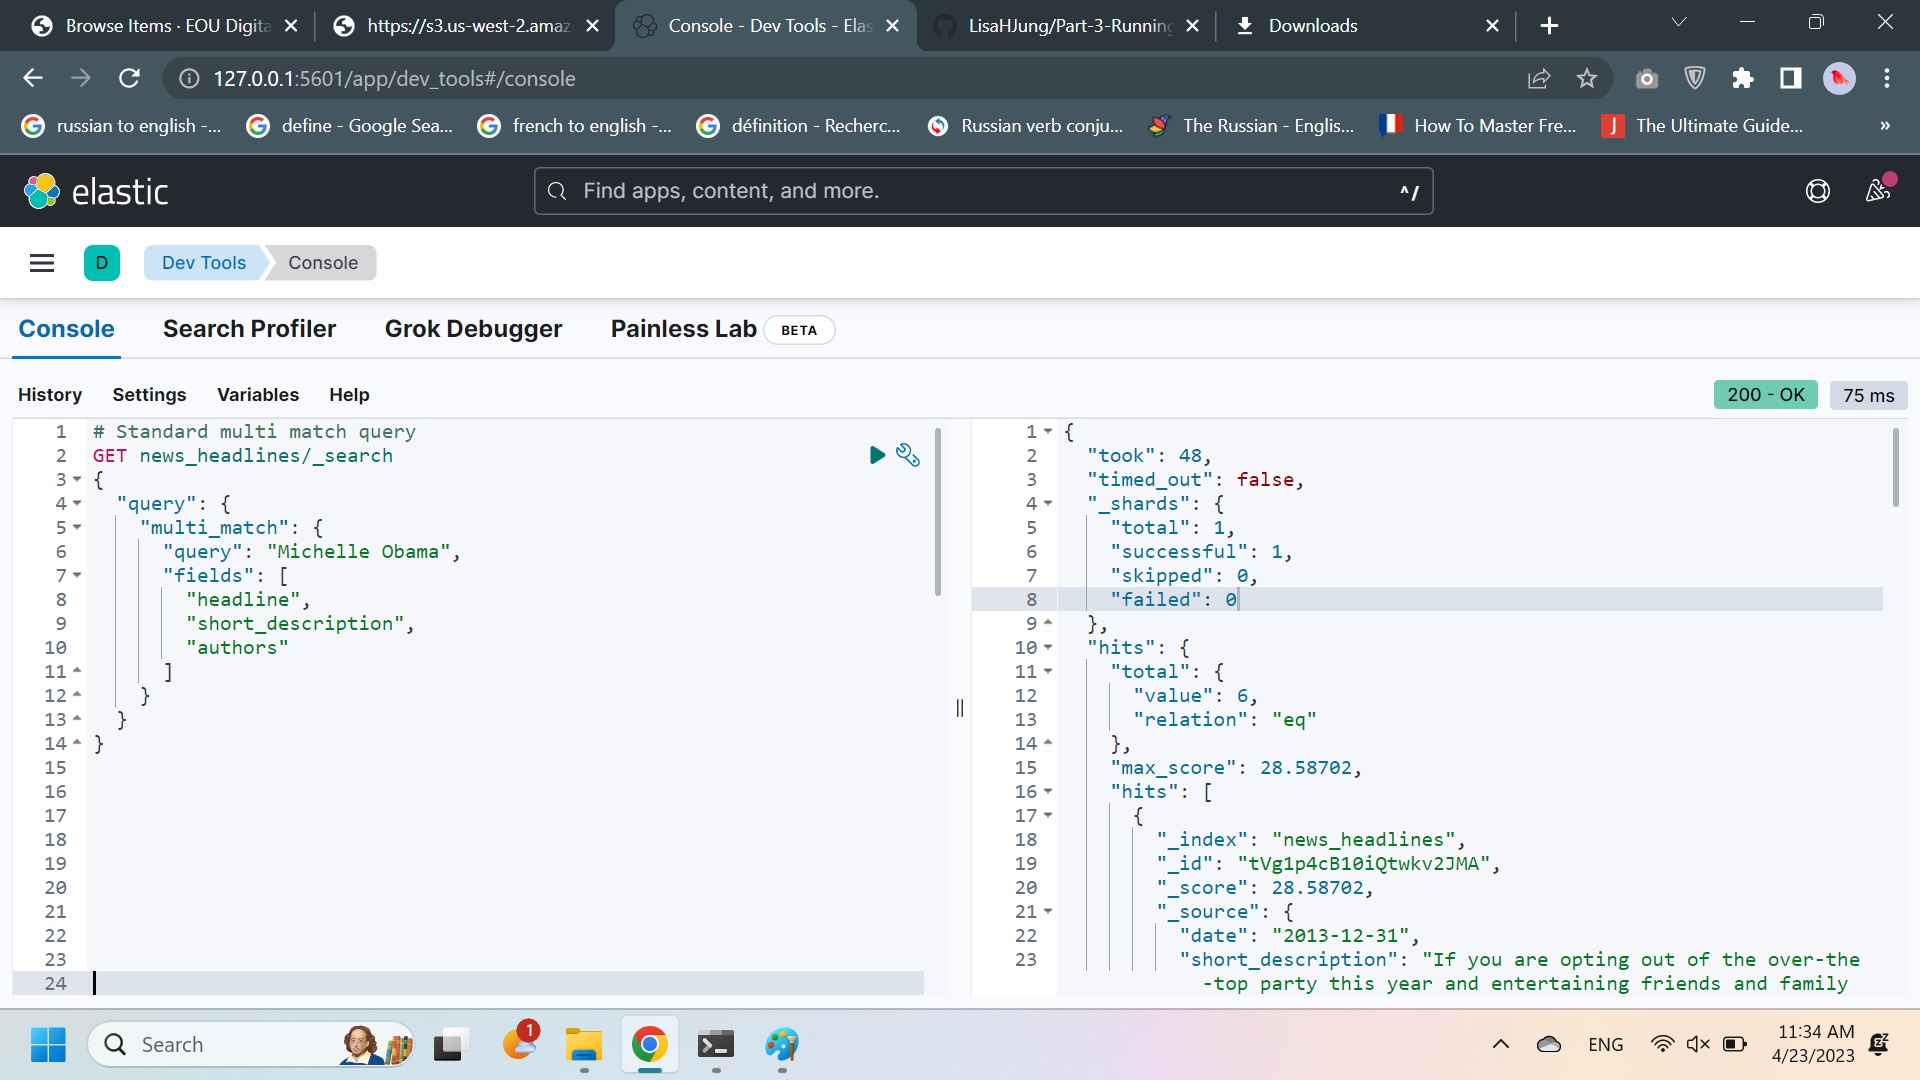 Browse Items · EOU Digita
https://s3.us-west-2.amaz
Console - Dev Tools - Elas
LisaHJung/Part-3-Running
Downloads
127.0.0.1:5601/app/dev_tools#/console
russian to english -...
define - Google Sea...
french to english -...
définition - Recherc...
Russian verb conju...
The Russian - Englis...
How To Master Fre...
J
The Ultimate Guide...
»
elastic
Find apps, content, and more.
^/
D
Dev Tools
Console
Console
Search Profiler
Grok Debugger
Painless Lab
BETA
History
Settings
Variables
Help
200 - OK
75 ms
1 # Standard multi match query
2 GET news_headlines/_search
3 {
4 "query": {
5 "multi_match": {
6 "query": "Michelle Obama",
7 "fields": [
8 "headline",
9 "short_description",
10 "authors"
11 ]
12 }
13 }
14 }
15
16
17
18
19
20
21
22
23
24
1 {
2 "took": 48,
3 "timed_out": false,
4 "_shards": {
5 "total": 1,
6 "successful": 1,
7 "skipped": 0,
8 "failed": 0
9 },
10 "hits": {
11 "total": {
12 "value": 6,
13 "relation": "eq"
14 },
15 "max_score": 28.58702,
16 "hits": [
17 {
18 "_index": "news_headlines",
19 "_id": "tVg1p4cB10iQtwkv2JMA",
20 "_score": 28.58702,
21 "_source": {
22 "date": "2013-12-31",
23 "short_description": "If you are opting out of the over-the
-top party this year and entertaining friends and family
Search
1
ENG
11:34 AM
4/23/2023